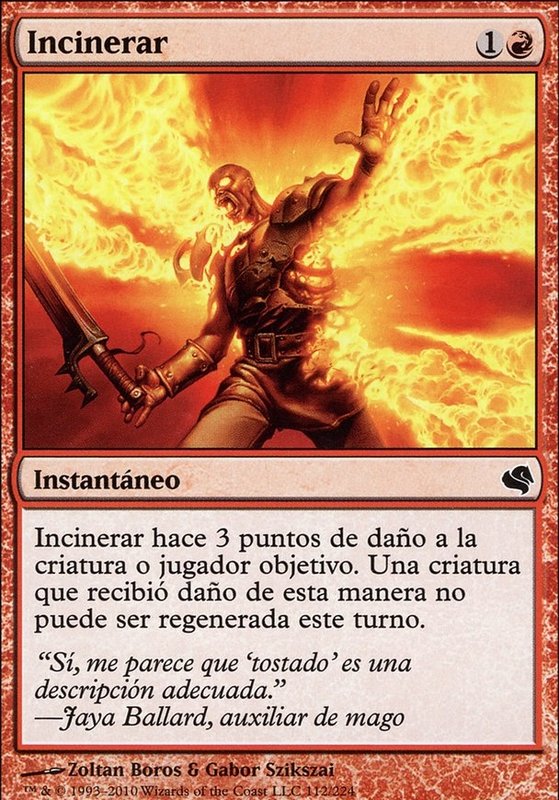 Incinerar 1
Instantáneo
Incinerar hace 3 puntos de daño a la
criatura o jugador objetivo. Una criatura
que recibió daño de esta manera no
puede ser regenerada este turno.
“Sí, me parece que ‘tostado’ es una
descripción adecuada.”
—Jaya Ballard, auxiliar de mago
Zoltan Boros & Gabor Szikszai
™ & © 1993–2010 Wizards of the Coast LLC 112/224